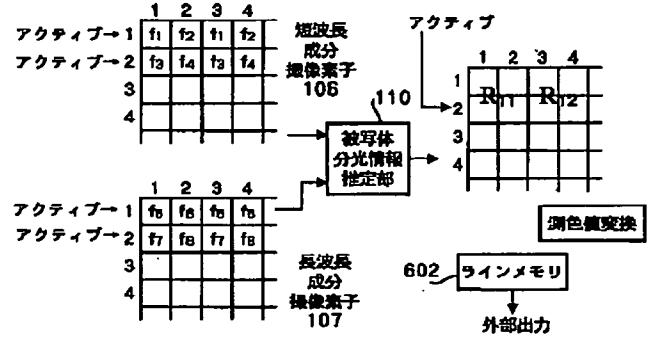 1 2 3 4
アクティブ→ 1 f₁ f₂ f₁ f₂
アクティブ→ 2 f₃ f₄ f₃ f₄
3
4
短波長
成分
撮像素子
106
1 2 3 4
アクティブ→ 1 f₅ f₆ f₅ f₆
アクティブ→ 2 f₇ f₈ f₇ f₈
3
4
長波長
成分
撮像素子
107
110
被写体
分光情報
推定部
アクティブ
1 2 3 4
1
2
3
4
R₁₁ R₁₂
測色値変換
602
ラインメモリ
外部出力